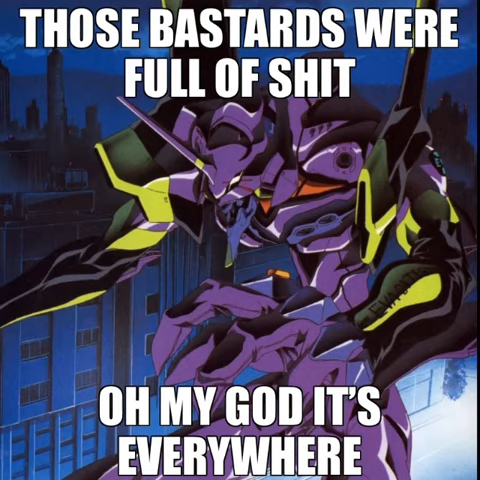 THOSE BASTARDS WERE
FULL OF SHIT
OH MY GOD IT'S
EVERYWHERE